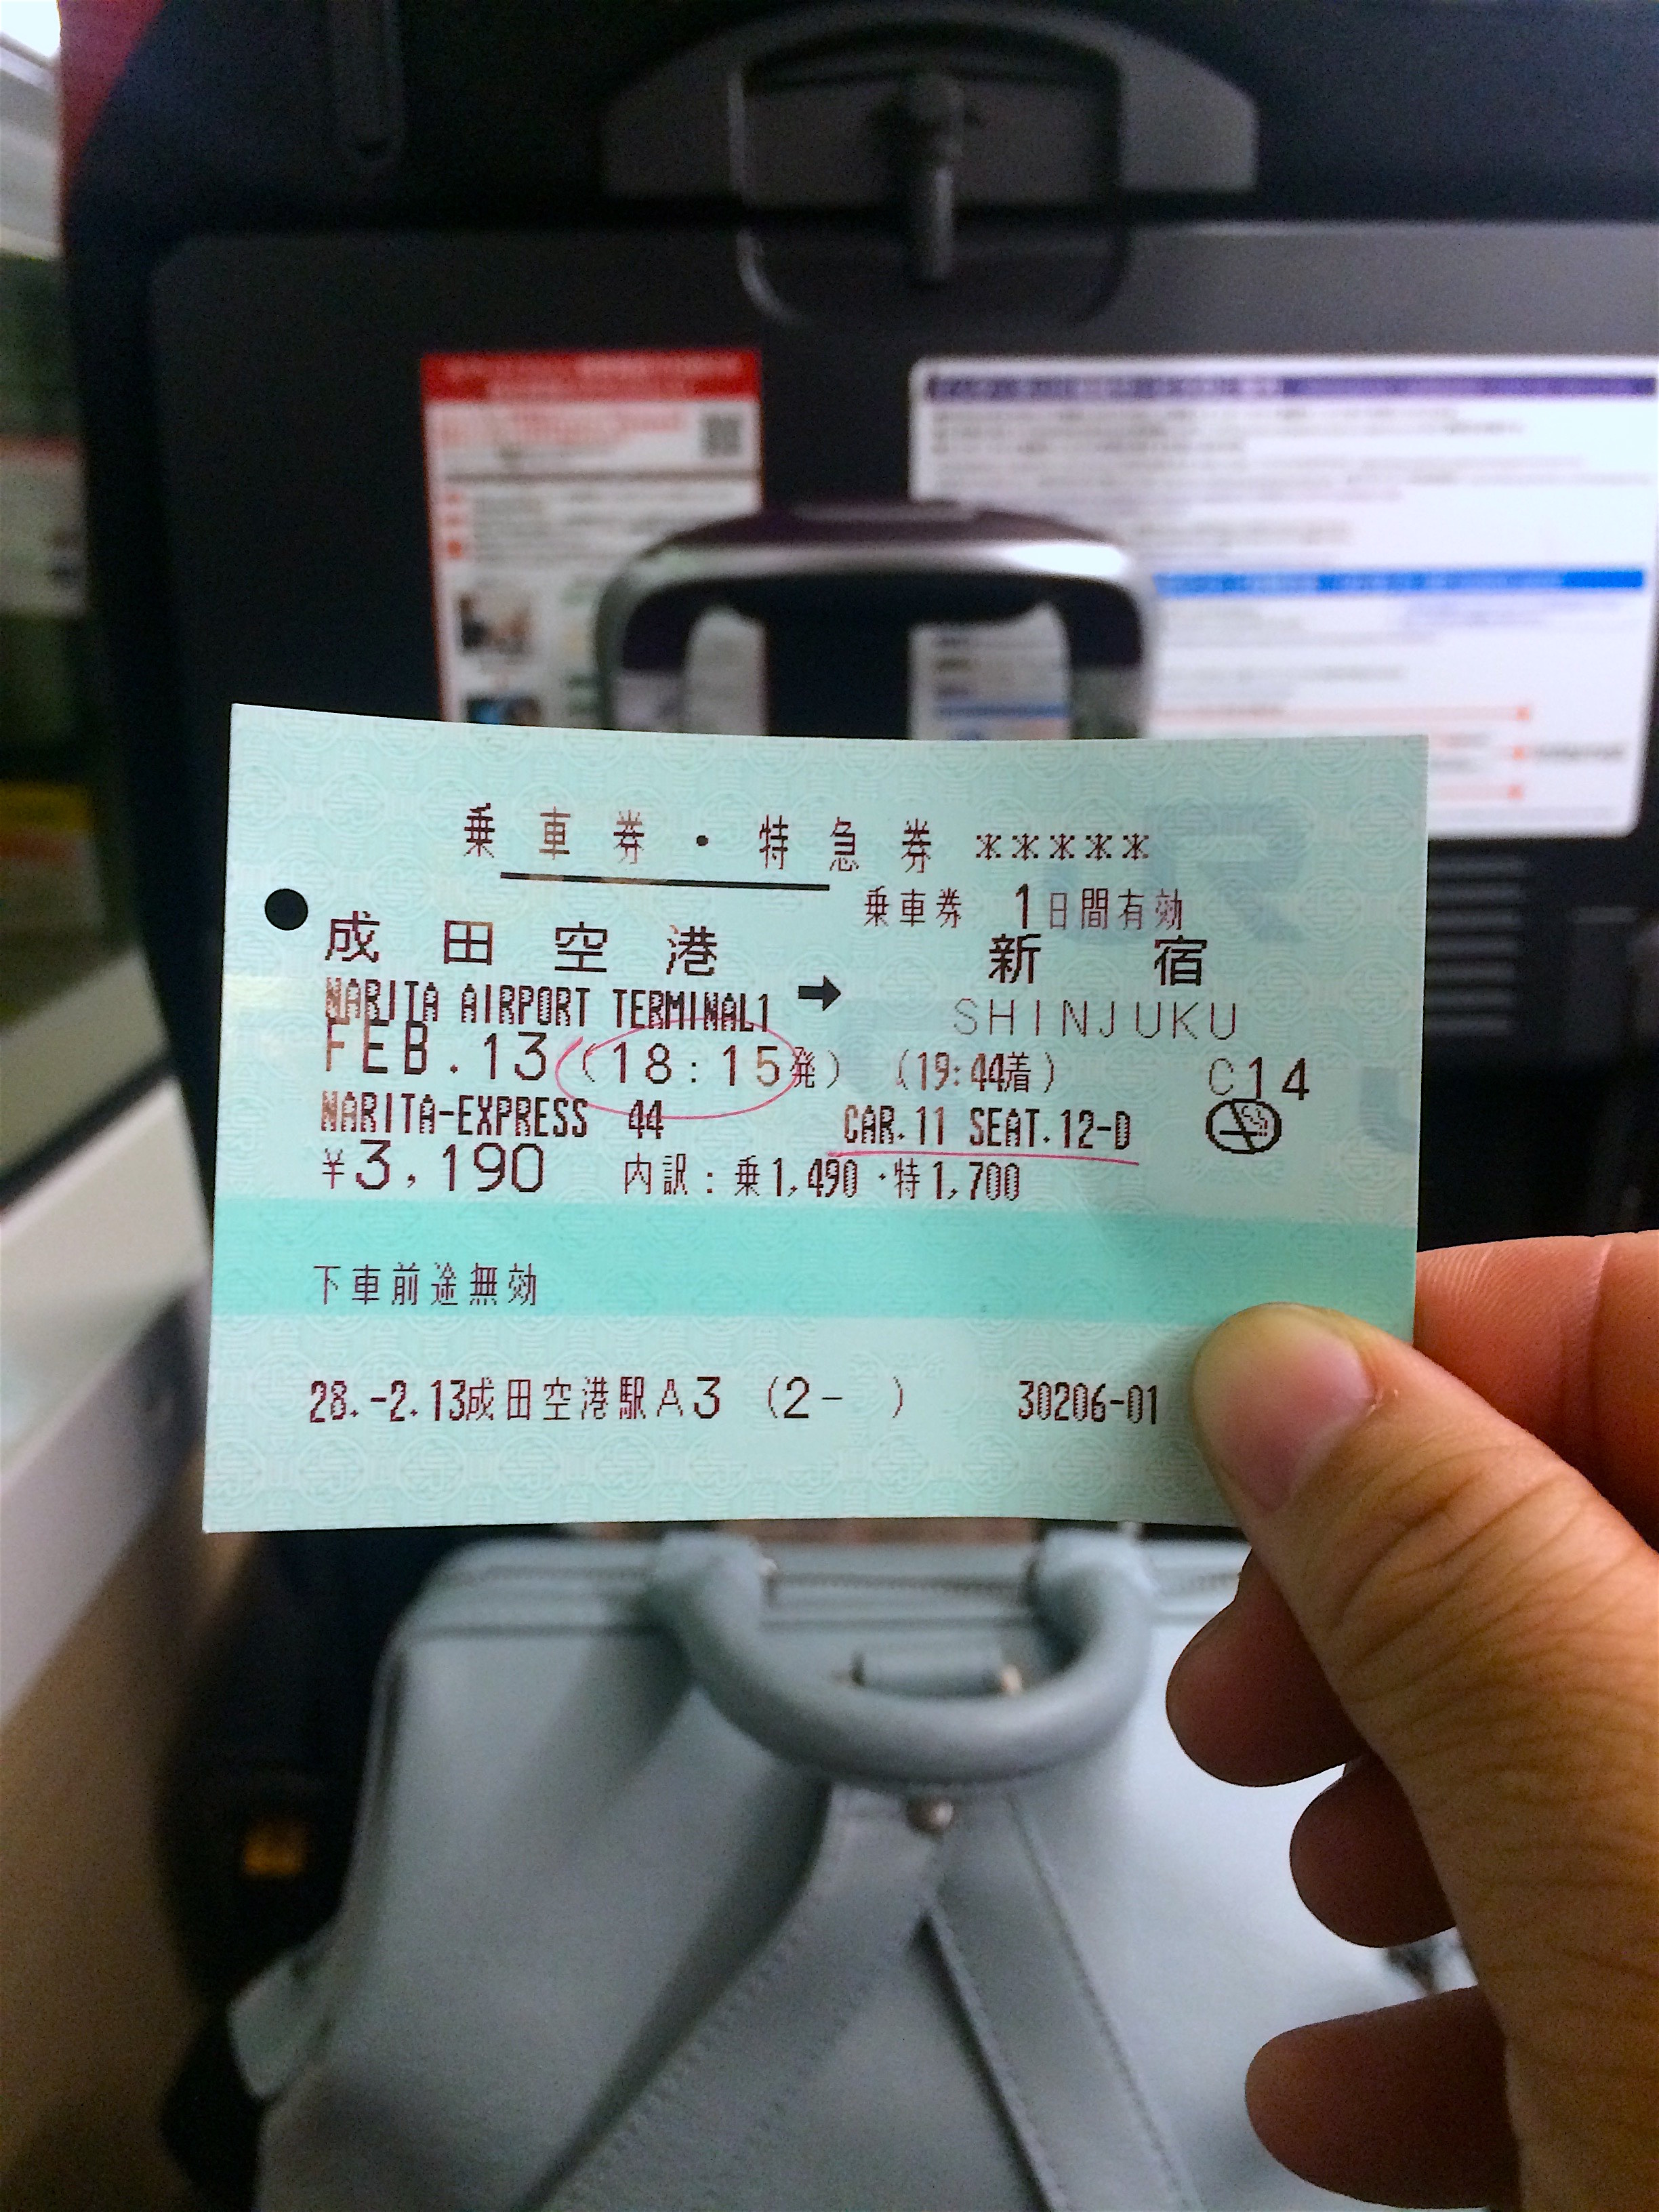 乗車券・特急券 *****
乗車券 1日間有効
成田空港 → 新宿
NARITA AIRPORT TERMINAL1 SHINJUKU
FEB.13 (18:15発) (19:44着) C14
NARITA-EXPRESS 44 CAR.11 SEAT.12-D
¥3,190 内訳:乗1,490・特1,700
下車前途無効
28.-2.13成田空港駅A3 (2- ) 30206-01